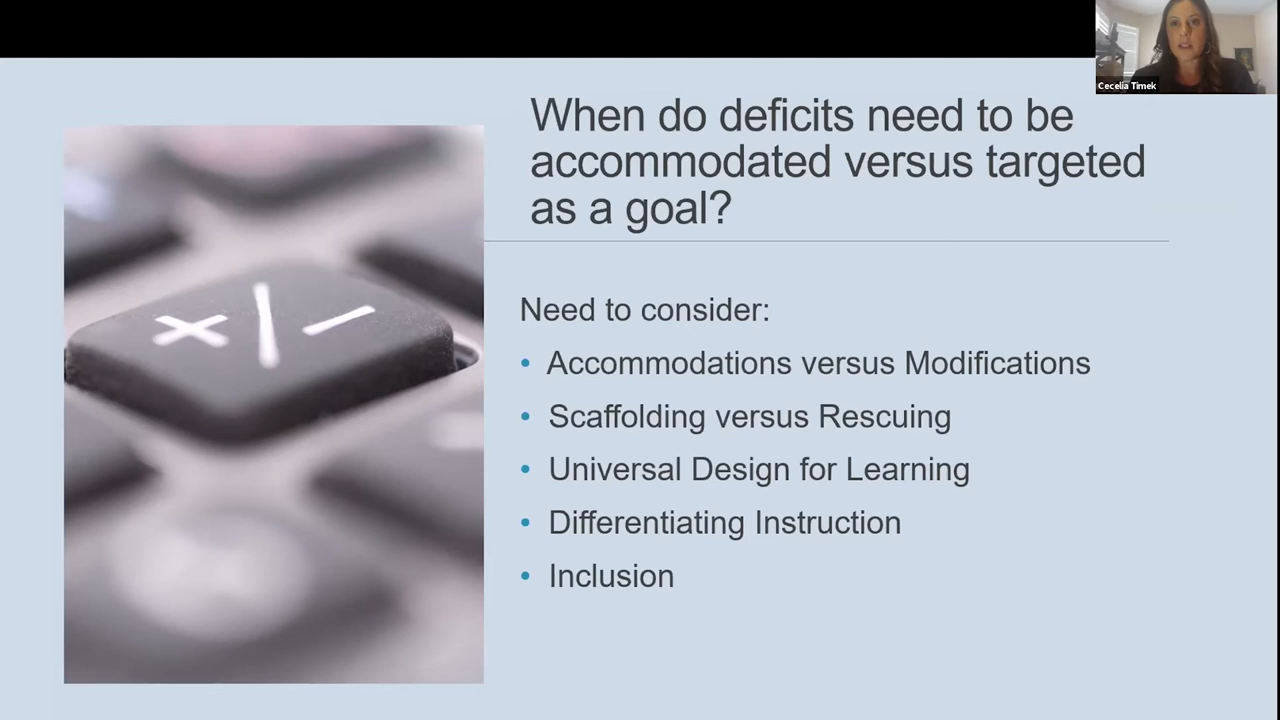 Cecelia Timek
When do deficits need to be
accommodated versus targeted
as a goal?
+/-
Need to consider:
• Accommodations versus Modifications
• Scaffolding versus Rescuing
• Universal Design for Learning
• Differentiating Instruction
• Inclusion